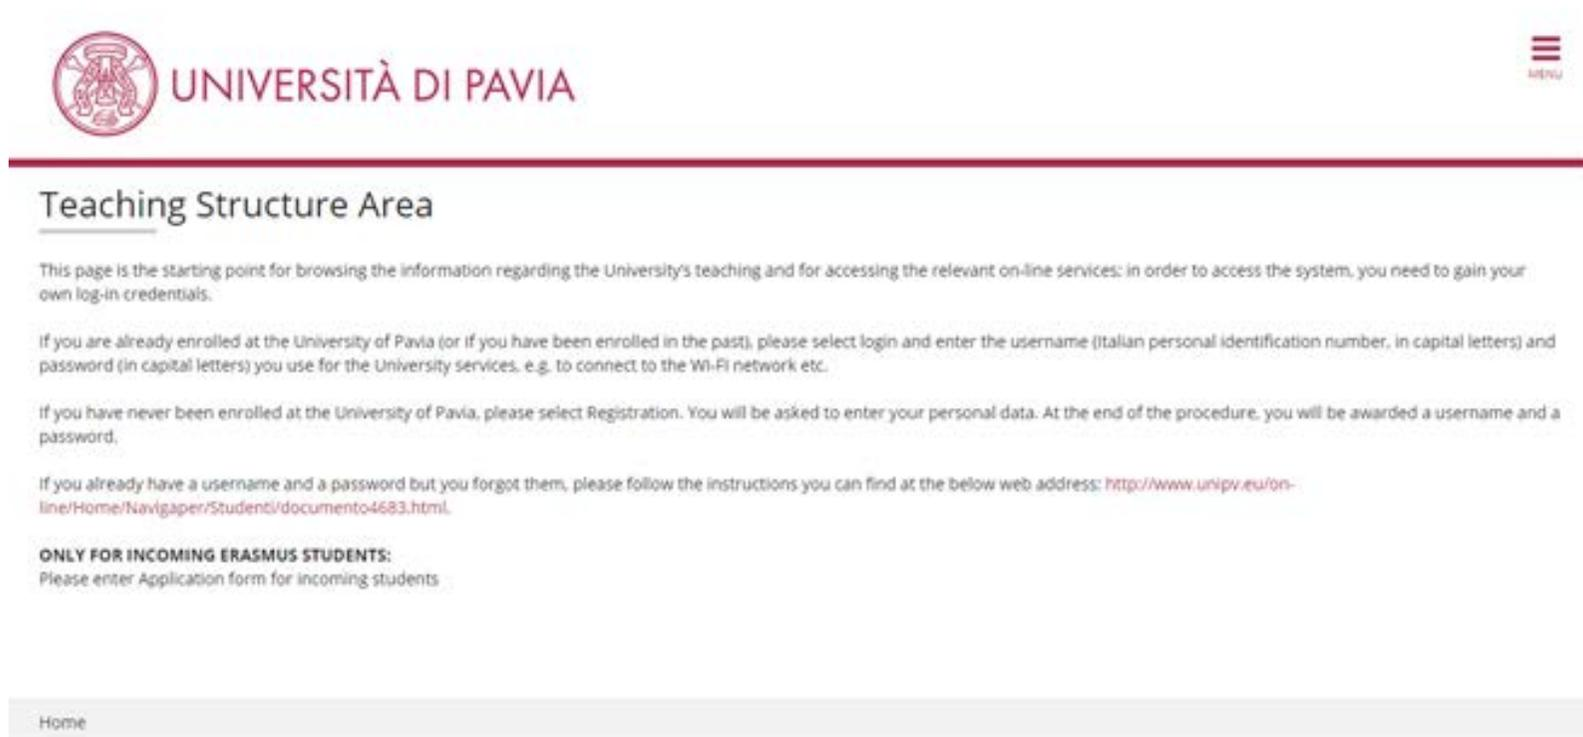 UNIVERSITÀ DI PAVIA
MENU
Teaching Structure Area
This page is the starting point for browsing the information regarding the University's teaching and for accessing the relevant on-line services; in order to access the system, you need to gain your
own log-in credentials.
If you are already enrolled at the University of Pavia (or if you have been enrolled in the past), please select login and enter the username (Italian personal identification number, in capital letters) and
password (in capital letters) you use for the University services, e.g. to connect to the Wi-Fi network etc.
If you have never been enrolled at the University of Pavia, please select Registration. You will be asked to enter your personal data. At the end of the procedure, you will be awarded a username and a
password.
If you already have a username and a password but you forgot them, please follow the instructions you can find at the below web address: http://www.unipv.eu/on-
line/Home/Navigaper/Studenti/documento4683.html.
ONLY FOR INCOMING ERASMUS STUDENTS:
Please enter Application form for incoming students
Home